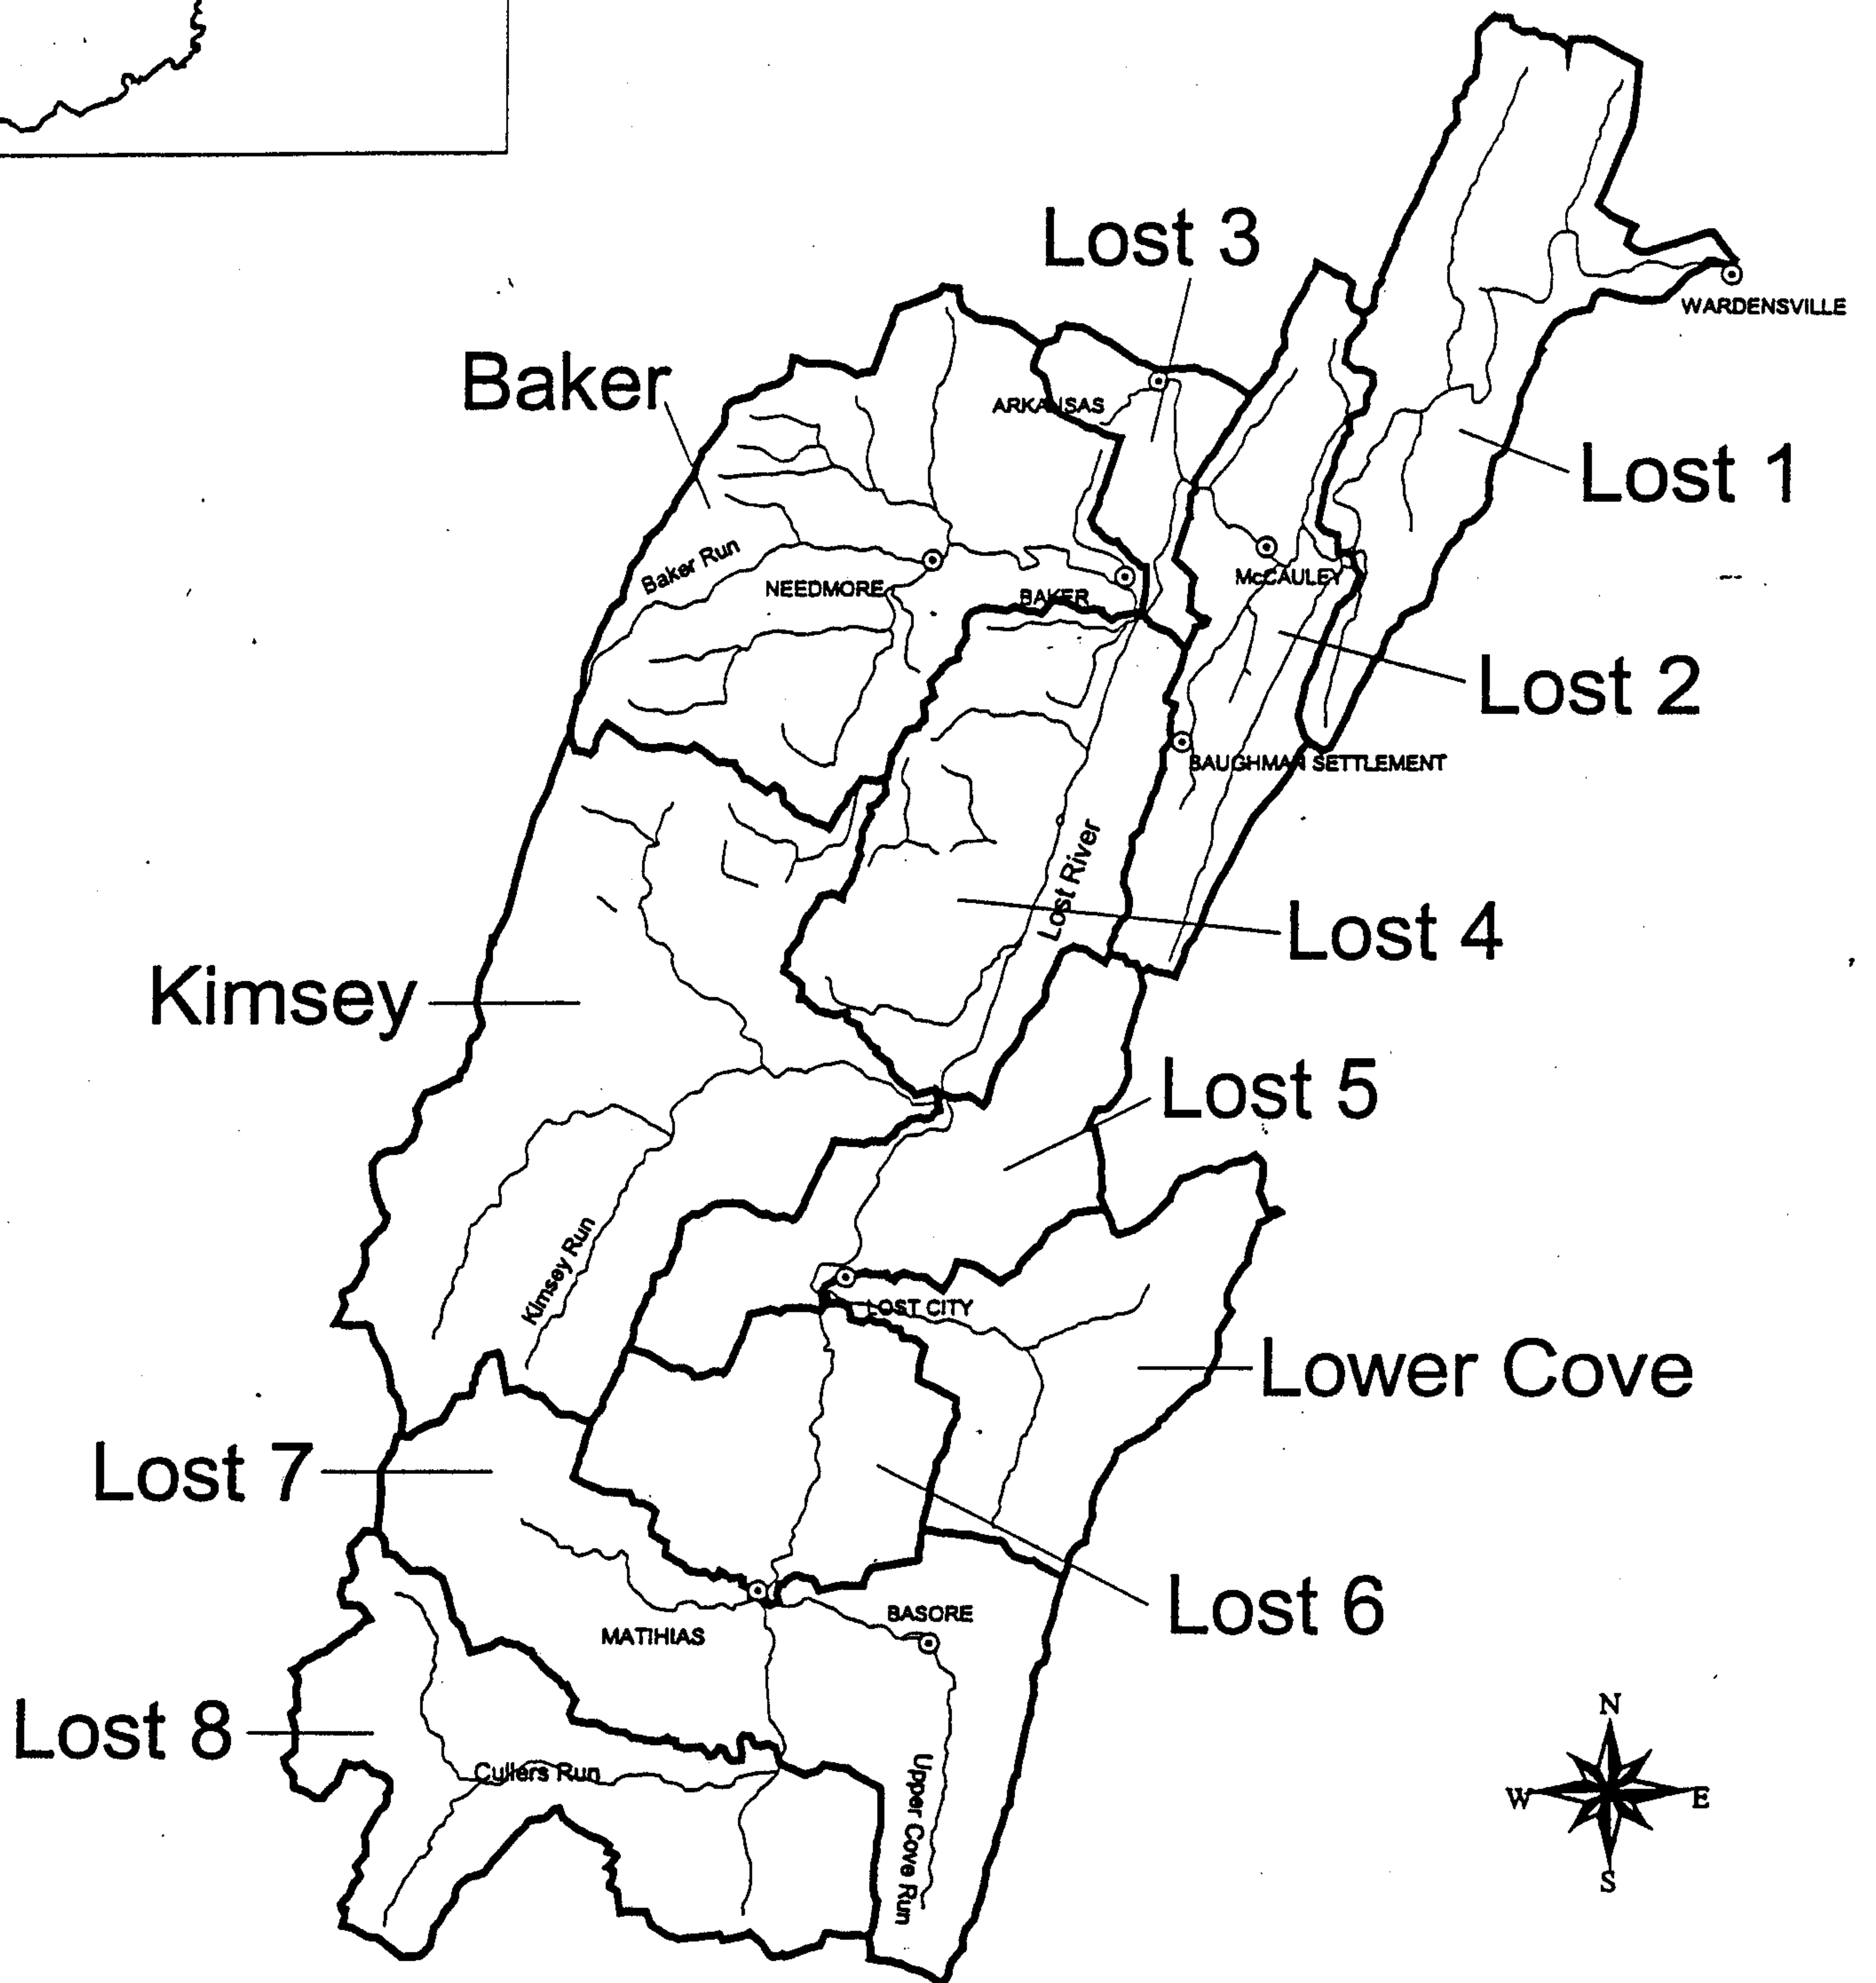 Lost 3
WARDENSVILLE
Baker
ARKANSAS
Lost 1
Baker Run
NEEDMORE
BAKER
McCAULEY
Lost 2
BAUGHMAN SETTLEMENT
Lost River
Lost 4
Kimsey
Lost 5
Kimsey Run
LOST CITY
Lower Cove
Lost 7
Lost 6
BASORE
MATIHIAS
Lost 8
Cullers Run
Upper Cove Run
N
W
E
S